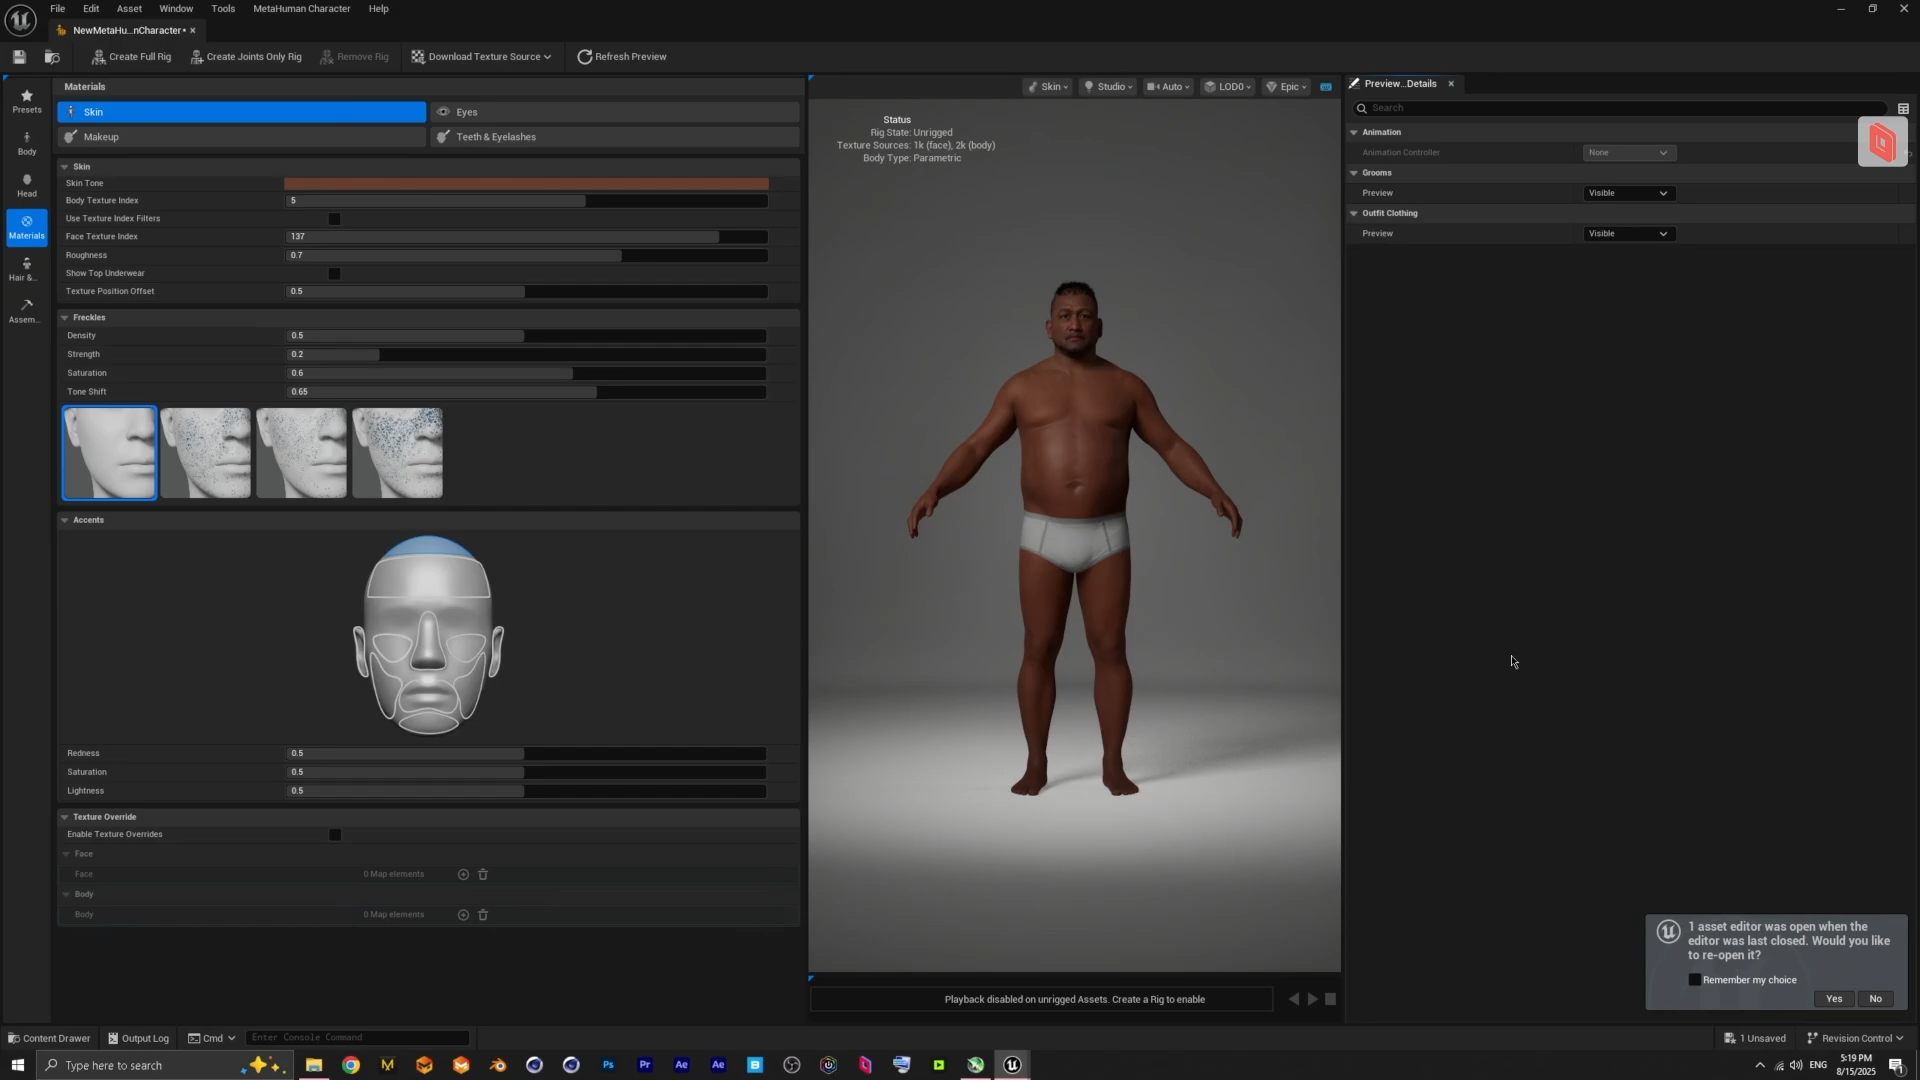 File Edit Asset Window Tools MetaHuman Character Help
NewMetaHu...nCharacter•
Create Full Rig Create Joints Only Rig Remove Rig Download Texture Source Refresh Preview
Presets
Body
Head
Materials
Hair &...
Assem...
Materials
Skin Eyes
Makeup Teeth & Eyelashes
Skin
Skin Tone
Body Texture Index 5
Use Texture Index Filters
Face Texture Index 137
Roughness 0.7
Show Top Underwear
Texture Position Offset 0.5
Freckles
Density 0.5
Strength 0.2
Saturation 0.6
Tone Shift 0.65
Accents
Redness 0.5
Saturation 0.5
Lightness 0.5
Texture Override
Enable Texture Overrides
Face
Face 0 Map elements
Body
Body 0 Map elements
Skin Studio Auto LOD0 Epic
Status
Rig State: Unrigged
Texture Sources: 1k (face), 2k (body)
Body Type: Parametric
Playback disabled on unrigged Assets. Create a Rig to enable
Preview...Details
Search
Animation
Animation Controller None
Grooms
Preview Visible
Outfit Clothing
Preview Visible
1 asset editor was open when the
editor was last closed. Would you like
to re-open it?
Remember my choice
Yes No
Content Drawer Output Log Cmd Enter Console Command 1 Unsaved Revision Control
Type here to search Ps Pr Ae Ae ENG
5:19 PM
8/15/2025